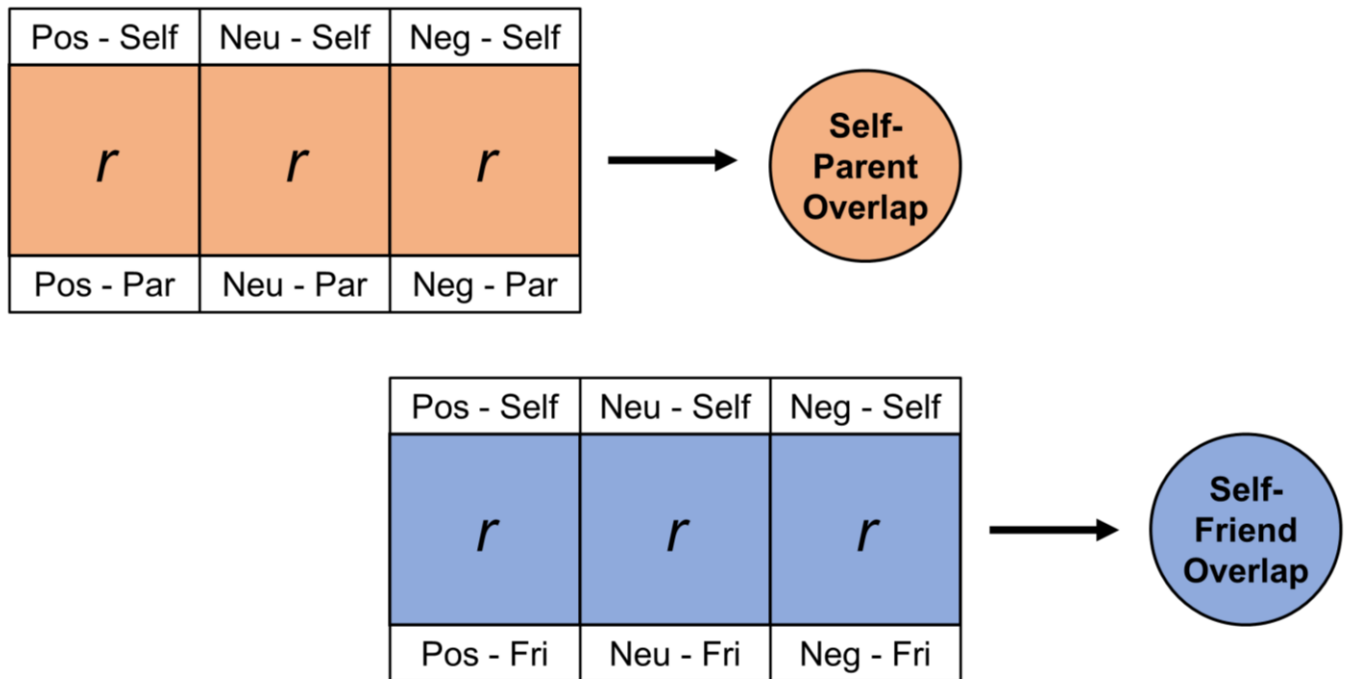 Pos - Self Neu - Self Neg - Self
r r r
Pos - Par Neu - Par Neg - Par
Self-
Parent
Overlap
Pos - Self Neu - Self Neg - Self
r r r
Pos - Fri Neu - Fri Neg - Fri
Self-
Friend
Overlap